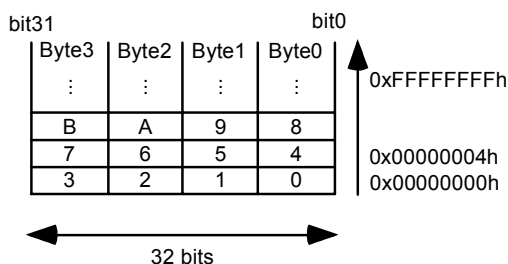 bit31 bit0
Byte3 Byte2 Byte1 Byte0
⋮ ⋮ ⋮ ⋮ 0xFFFFFFFFh
B A 9 8
7 6 5 4 0x00000004h
3 2 1 0 0x00000000h
32 bits